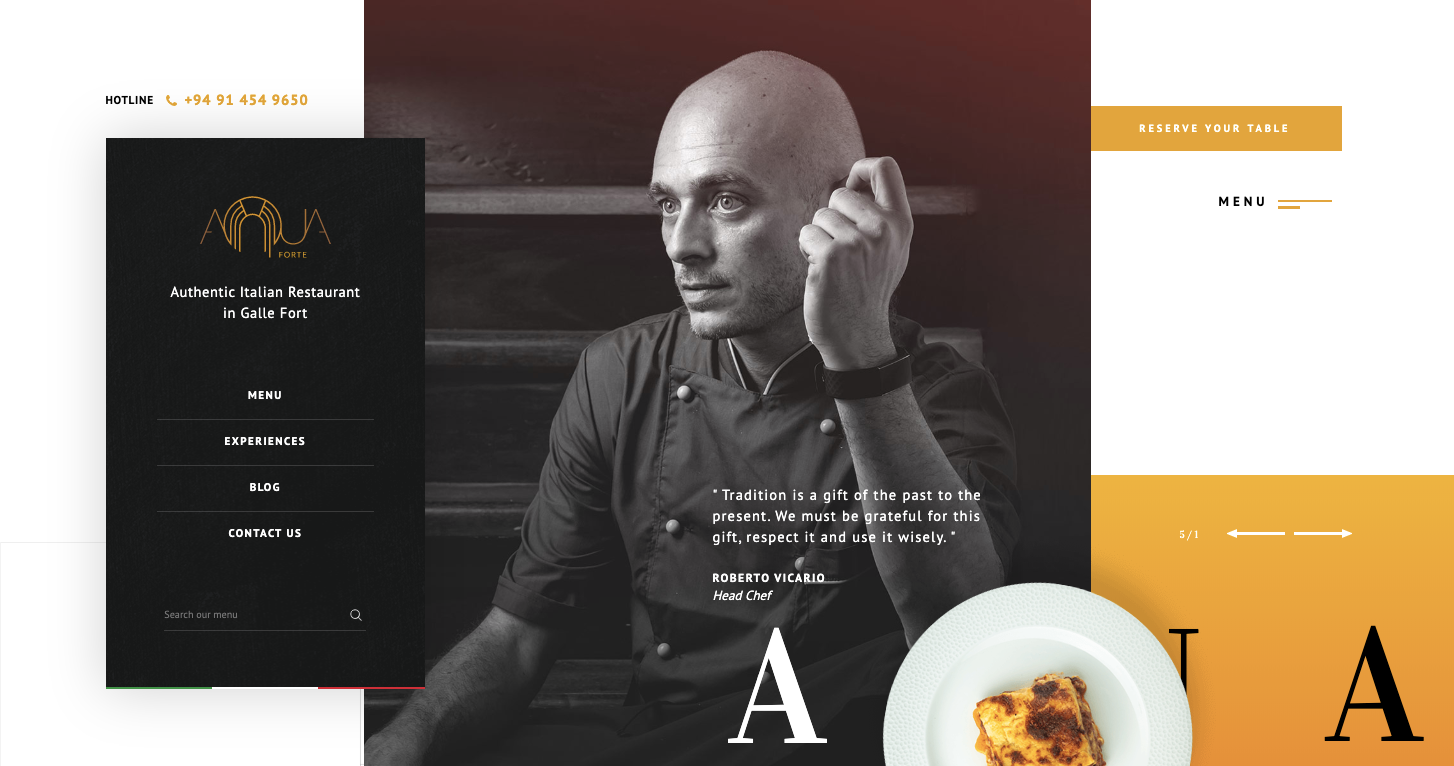 HOTLINE +94 91 454 9650
RESERVE YOUR TABLE
MENU
AQUA
FORTE
Authentic Italian Restaurant
in Galle Fort
MENU
EXPERIENCES
BLOG
CONTACT US
Search our menu
" Tradition is a gift of the past to the
present. We must be grateful for this
gift, respect it and use it wisely. "
ROBERTO VICARIO
Head Chef
5/1
A U A